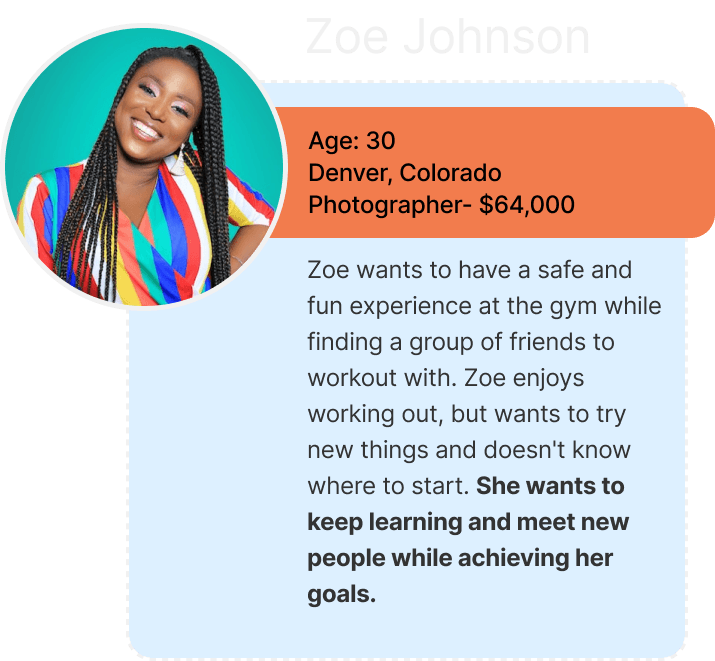 Zoe Johnson
Age: 30
Denver, Colorado
Photographer- $64,000
Zoe wants to have a safe and
fun experience at the gym while
finding a group of friends to
workout with. Zoe enjoys
working out, but wants to try
new things and doesn't know
where to start. She wants to
keep learning and meet new
people while achieving her
goals.